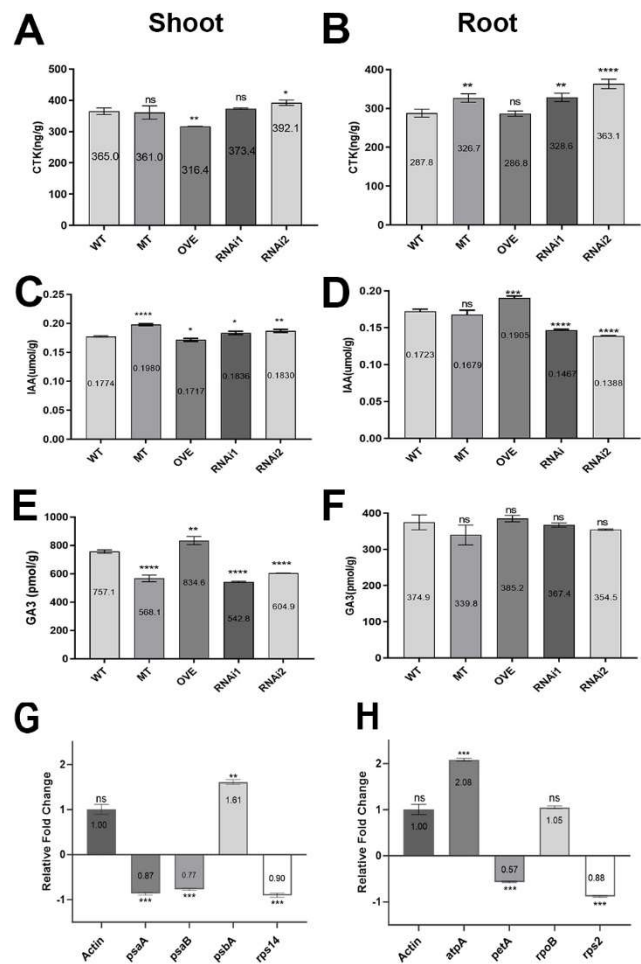 Shoot
Root
A
CTK (ng/g)
500
400
300
200
100
0
ns
**
ns
*
365.0
361.0
316.4
373.4
392.1
WT
MT
OVE
RNAi1
RNAi2
B
CTK (ng/g)
400
300
200
100
0
**
ns
**
****
287.8
326.7
286.8
328.6
363.1
WT
MT
OVE
RNAi1
RNAi2
C
IAA(umol/g)
0.25
0.20
0.15
0.10
0.05
0.00
****
*
*
**
0.1774
0.1980
0.1717
0.1836
0.1830
WT
MT
OVE
RNAi1
RNAi2
D
IAA(umol/g)
0.20
0.15
0.10
0.05
0.00
ns
***
****
****
0.1723
0.1679
0.1905
0.1467
0.1388
WT
MT
OVE
RNAi
RNAi2
E
GA3 (pmol/g)
1000
800
600
400
200
0
****
**
****
****
757.1
568.1
834.6
542.8
604.9
WT
MT
OVE
RNAi1
RNAi2
F
GA3(pmol/g)
500
400
300
200
100
0
ns
ns
ns
ns
374.9
339.8
385.2
367.4
354.5
WT
MT
OVE
RNAi1
RNAi2
G
Relative Fold Change
2
1
0
-1
ns
**
1.00
0.87
0.77
1.61
0.90
***
***
***
Actin
psaA
psaB
psbA
rps14
H
Relative Fold Change
2
1
0
-1
ns
***
ns
1.00
2.08
0.57
1.05
0.88
***
***
Actin
atpA
petA
rpoB
rps2